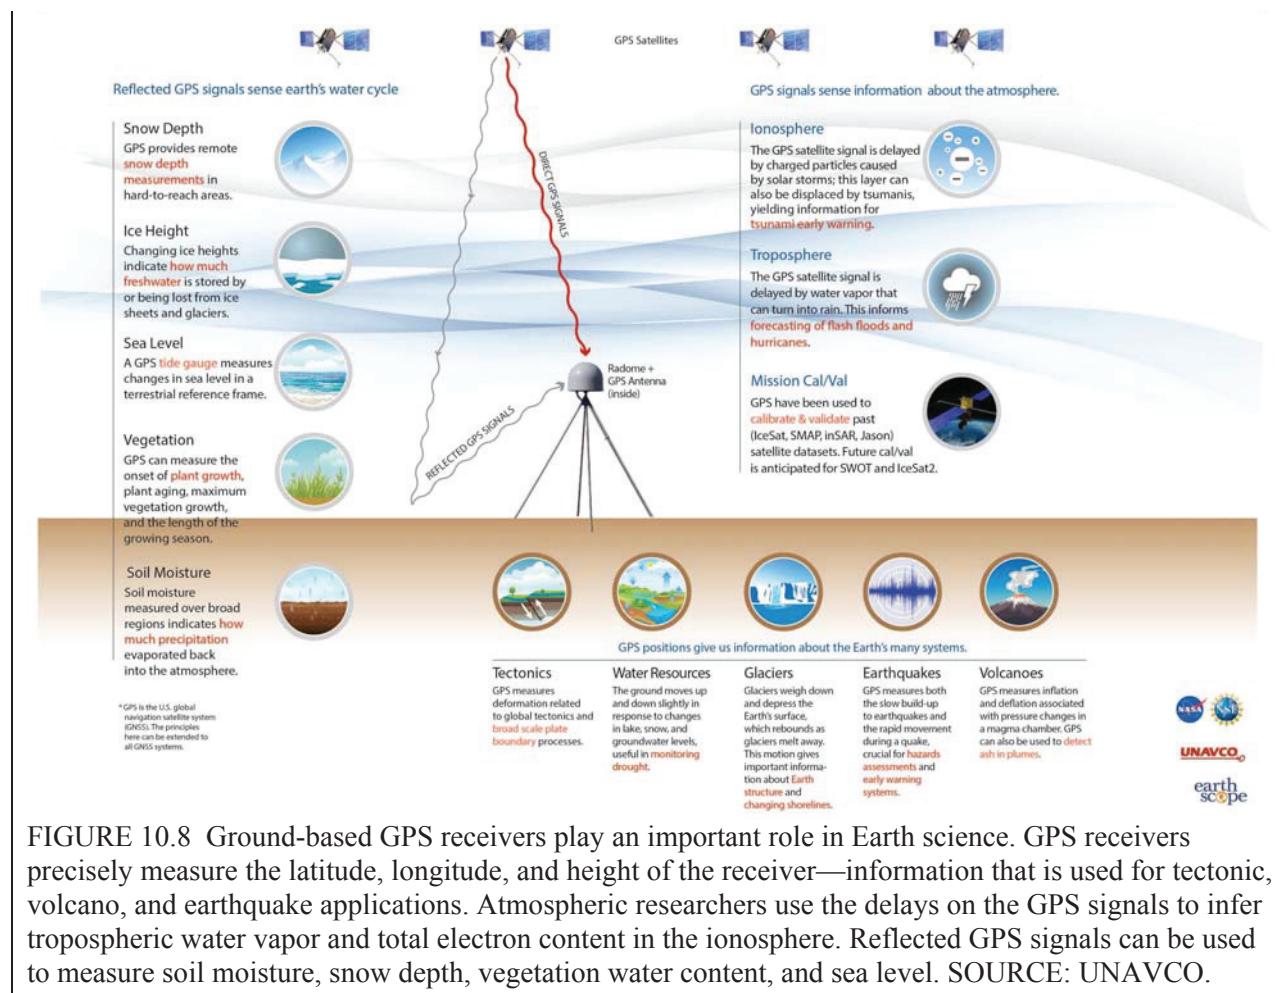 GPS Satellites
Reflected GPS signals sense earth's water cycle
Snow Depth
GPS provides remote
snow depth
measurements in
hard-to-reach areas.
Ice Height
Changing ice heights
indicate how much
freshwater is stored by
or being lost from ice
sheets and glaciers.
Sea Level
A GPS tide gauge measures
changes in sea level in a
terrestrial reference frame.
Vegetation
GPS can measure the
onset of plant growth,
plant aging, maximum
vegetation growth,
and the length of the
growing season.
Soil Moisture
Soil moisture
measured over broad
regions indicates how
much precipitation
evaporated back
into the atmosphere.
* GPS is the U.S. global
navigation satellite system
(GNSS). The principles
here can be extended to
all GNSS systems.
DIRECT GPS SIGNALS
REFLECTED GPS SIGNALS
Radome +
GPS Antenna
(inside)
GPS signals sense information about the atmosphere.
Ionosphere
The GPS satellite signal is delayed
by charged particles caused
by solar storms; this layer can
also be displaced by tsumanis,
yielding information for
tsunami early warning.
Troposphere
The GPS satellite signal is
delayed by water vapor that
can turn into rain. This informs
forecasting of flash floods and
hurricanes.
Mission Cal/Val
GPS have been used to
calibrate & validate past
(IceSat, SMAP, inSAR, Jason)
satellite datasets. Future cal/val
is anticipated for SWOT and IceSat2.
GPS positions give us information about the Earth's many systems.
Tectonics
GPS measures
deformation related
to global tectonics and
broad scale plate
boundary processes.
Water Resources
The ground moves up
and down slightly in
response to changes
in lake, snow, and
groundwater levels,
useful in monitoring
drought.
Glaciers
Glaciers weigh down
and depress the
Earth's surface,
which rebounds as
glaciers melt away.
This motion gives
important informa-
tion about Earth
structure and
changing shorelines.
Earthquakes
GPS measures both
the slow build-up
to earthquakes and
the rapid movement
during a quake,
crucial for hazards
assessments and
early warning
systems.
Volcanoes
GPS measures inflation
and deflation associated
with pressure changes in
a magma chamber. GPS
can also be used to detect
ash in plumes.
NASA
NSF
UNAVCO
earth
scope
FIGURE 10.8 Ground-based GPS receivers play an important role in Earth science. GPS receivers
precisely measure the latitude, longitude, and height of the receiver—information that is used for tectonic,
volcano, and earthquake applications. Atmospheric researchers use the delays on the GPS signals to infer
tropospheric water vapor and total electron content in the ionosphere. Reflected GPS signals can be used
to measure soil moisture, snow depth, vegetation water content, and sea level. SOURCE: UNAVCO.